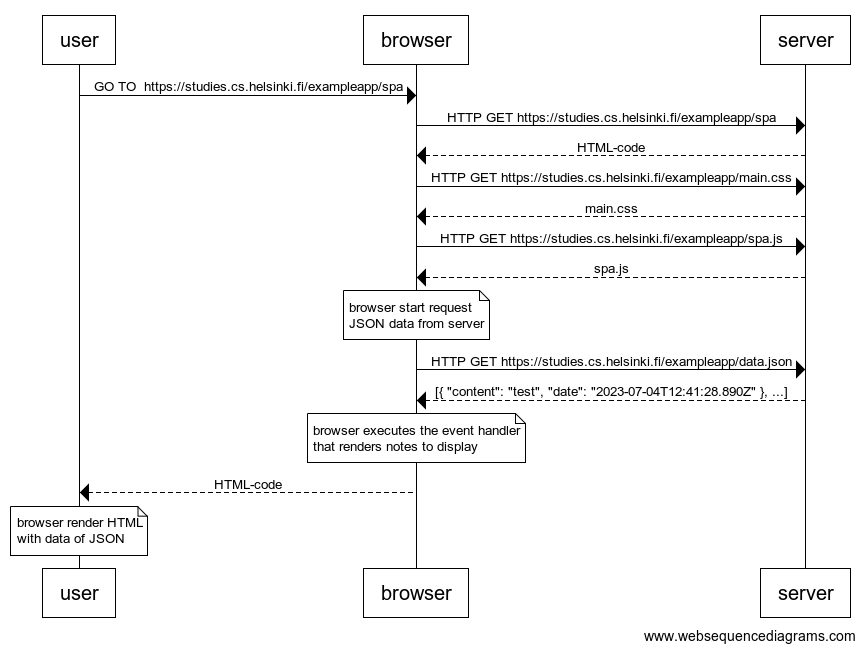 user
browser
server
GO TO  https://studies.cs.helsinki.fi/exampleapp/spa
HTTP GET https://studies.cs.helsinki.fi/exampleapp/spa
HTML-code
HTTP GET https://studies.cs.helsinki.fi/exampleapp/main.css
main.css
HTTP GET https://studies.cs.helsinki.fi/exampleapp/spa.js
spa.js
browser start request
JSON data from server
HTTP GET https://studies.cs.helsinki.fi/exampleapp/data.json
[{ "content": "test", "date": "2023-07-04T12:41:28.890Z" }, ...]
browser executes the event handler
that renders notes to display
HTML-code
browser render HTML
with data of JSON
user
browser
server
www.websequencediagrams.com